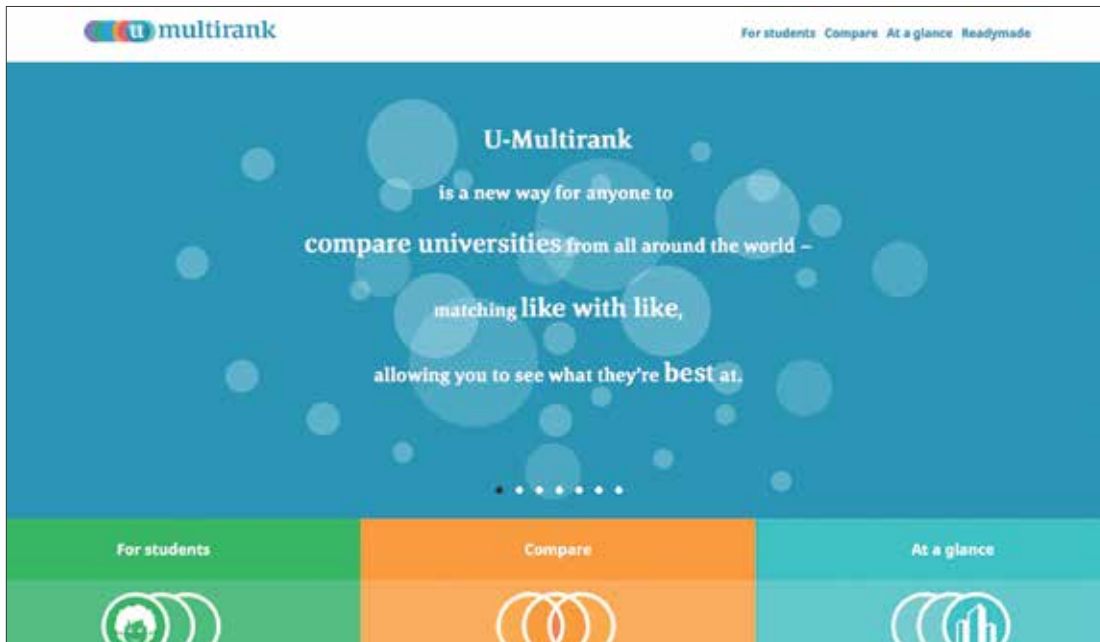 u multirank
For students Compare At a glance Readymade
U-Multirank
is a new way for anyone to
compare universities from all around the world –
matching like with like,
allowing you to see what they're best at.
For students
Compare
At a glance